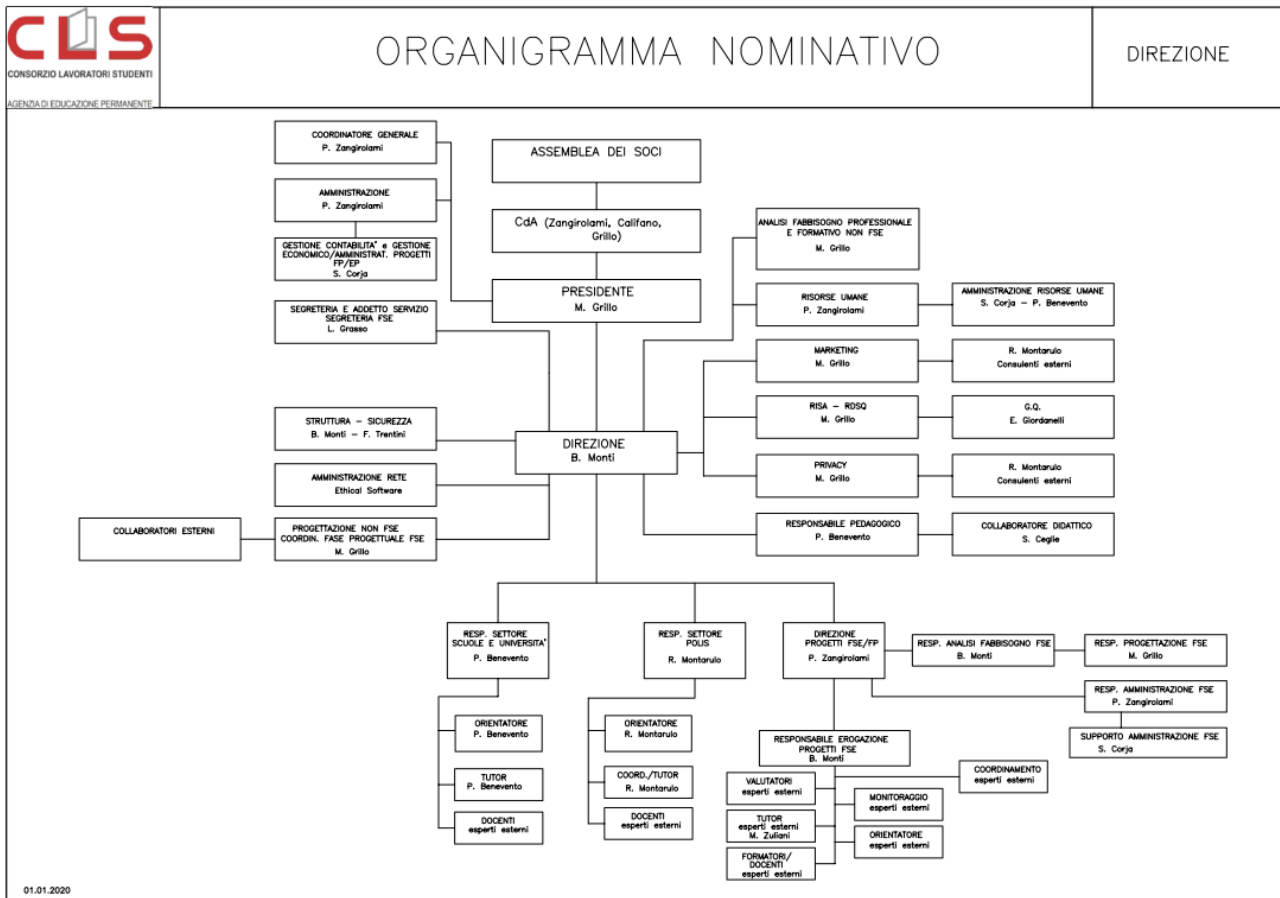 CLS
CONSORZIO LAVORATORI STUDENTI
AGENZIA DI EDUCAZIONE PERMANENTE
ORGANIGRAMMA NOMINATIVO
DIREZIONE
COORDINATORE GENERALE
P. Zangirolami
ASSEMBLEA DEI SOCI
AMMINISTRAZIONE
P. Zangirolami
CdA (Zangirolami, Califano,
Grillo)
ANALISI FABBISOGNO PROFESSIONALE
E FORMATIVO NON FSE
M. Grillo
GESTIONE CONTABILITA' e GESTIONE
ECONOMICO/AMMINISTRAT. PROGETTI
FP/EP
S. Corja
PRESIDENTE
M. Grillo
RISORSE UMANE
P. Zangirolami
AMMINISTRAZIONE RISORSE UMANE
S. Corja – P. Benevento
SEGRETERIA E ADDETTO SERVIZIO
SEGRETERIA FSE
L. Grasso
MARKETING
M. Grillo
R. Montarulo
Consulenti esterni
RISA – RDSQ
M. Grillo
G.Q.
E. Giordanelli
STRUTTURA – SICUREZZA
B. Monti – F. Trentini
DIREZIONE
B. Monti
PRIVACY
M. Grillo
R. Montarulo
Consulenti esterni
AMMINISTRAZIONE RETE
Ethical Software
COLLABORATORI ESTERNI
PROGETTAZIONE NON FSE
COORDIN. FASE PROGETTUALE FSE
M. Grillo
RESPONSABILE PEDAGOGICO
P. Benevento
COLLABORATORE DIDATTICO
S. Ceglie
RESP. SETTORE
SCUOLE E UNIVERSITA'
P. Benevento
RESP. SETTORE
POLIS
R. Montarulo
DIREZIONE
PROGETTI FSE/FP
P. Zangirolami
RESP. ANALISI FABBISOGNO FSE
B. Monti
RESP. PROGETTAZIONE FSE
M. Grillo
RESP. AMMINISTRAZIONE FSE
P. Zangirolami
SUPPORTO AMMINISTRAZIONE FSE
S. Corja
ORIENTATORE
P. Benevento
TUTOR
P. Benevento
DOCENTI
esperti esterni
ORIENTATORE
R. Montarulo
COORD./TUTOR
R. Montarulo
DOCENTI
esperti esterni
RESPONSABILE EROGAZIONE
PROGETTI FSE
B. Monti
COORDINAMENTO
esperti esterni
VALUTATORI
esperti esterni
MONITORAGGIO
esperti esterni
TUTOR
esperti esterni
M. Zuliani
ORIENTATORE
esperti esterni
FORMATORI/
DOCENTI
esperti esterni
01.01.2020